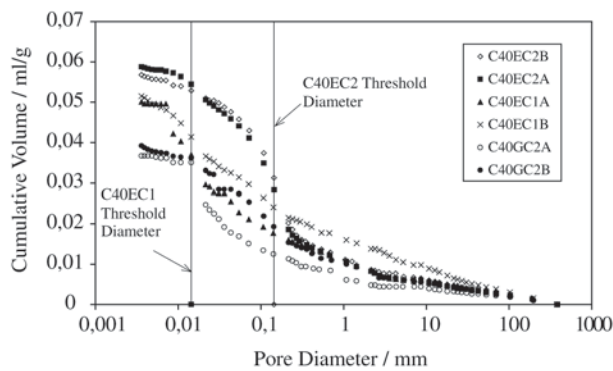 0,07
0,06
0,05
0,04
0,03
0,02
0,01
0
Cumulative Volume / ml/g
C40EC1
Threshold
Diameter
C40EC2 Threshold
Diameter
C40EC2B
C40EC2A
C40EC1A
C40EC1B
C40GC2A
C40GC2B
0,001 0,01 0,1 1 10 100 1000
Pore Diameter / mm